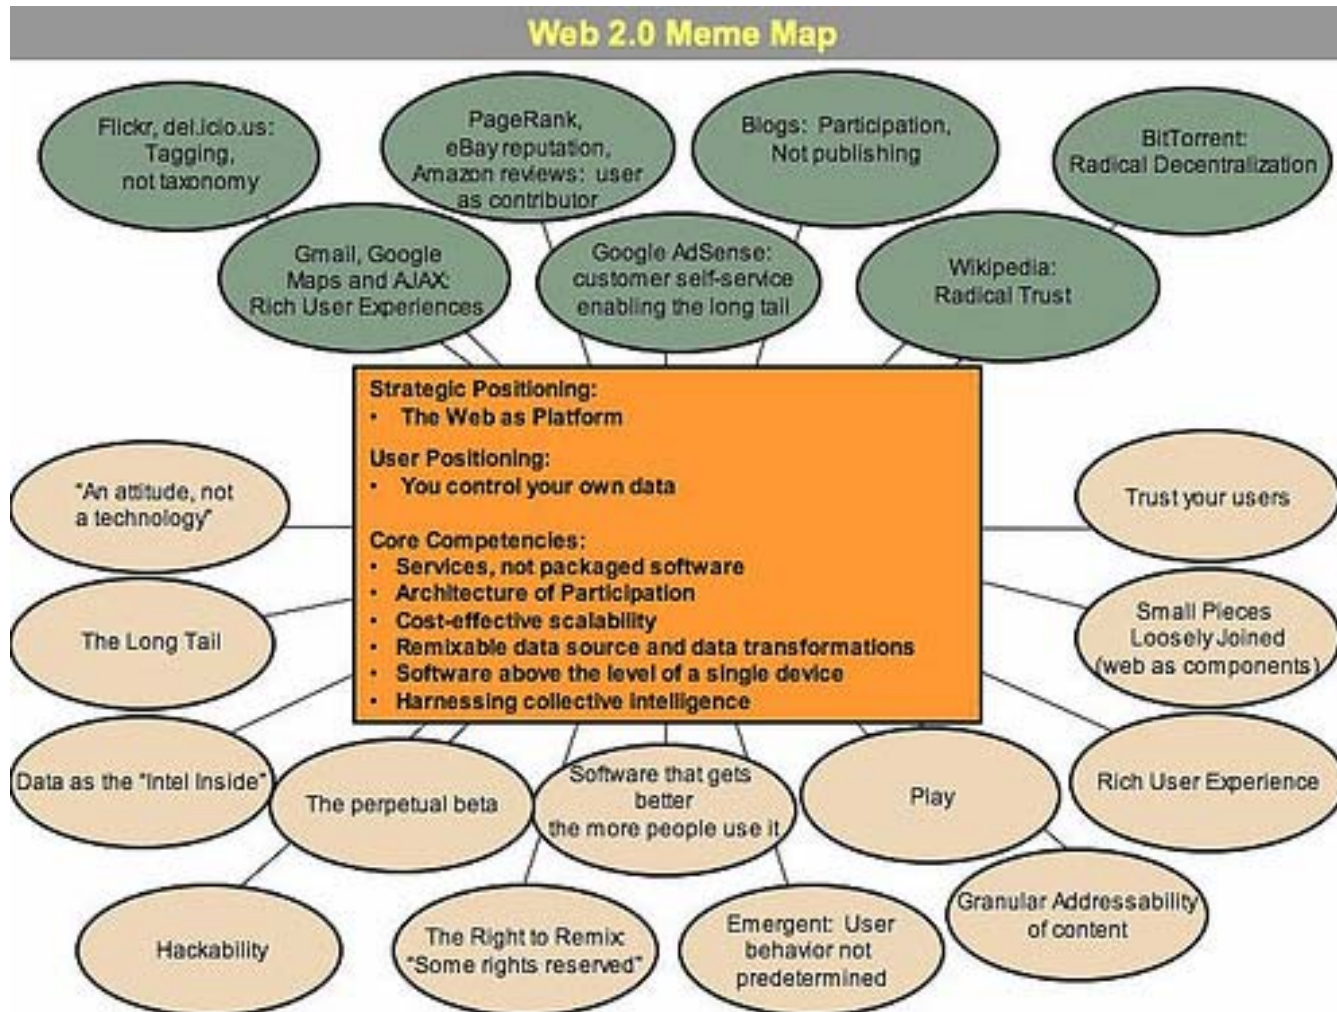 Web 2.0 Meme Map
Flickr, del.icio.us:
Tagging,
not taxonomy
PageRank,
eBay reputation,
Amazon reviews: user
as contributor
Blogs: Participation,
Not publishing
BitTorrent:
Radical Decentralization
Gmail, Google
Maps and AJAX:
Rich User Experiences
Google AdSense:
customer self-service
enabling the long tail
Wikipedia:
Radical Trust
Strategic Positioning:
• The Web as Platform
User Positioning:
• You control your own data
Core Competencies:
• Services, not packaged software
• Architecture of Participation
• Cost-effective scalability
• Remixable data source and data transformations
• Software above the level of a single device
• Harnessing collective intelligence
"An attitude, not
a technology"
The Long Tail
Data as the "Intel Inside"
Hackability
The perpetual beta
The Right to Remix:
"Some rights reserved"
Software that gets
better
the more people use it
Emergent: User
behavior not
predetermined
Play
Granular Addressability
of content
Rich User Experience
Small Pieces
Loosely Joined
(web as components)
Trust your users